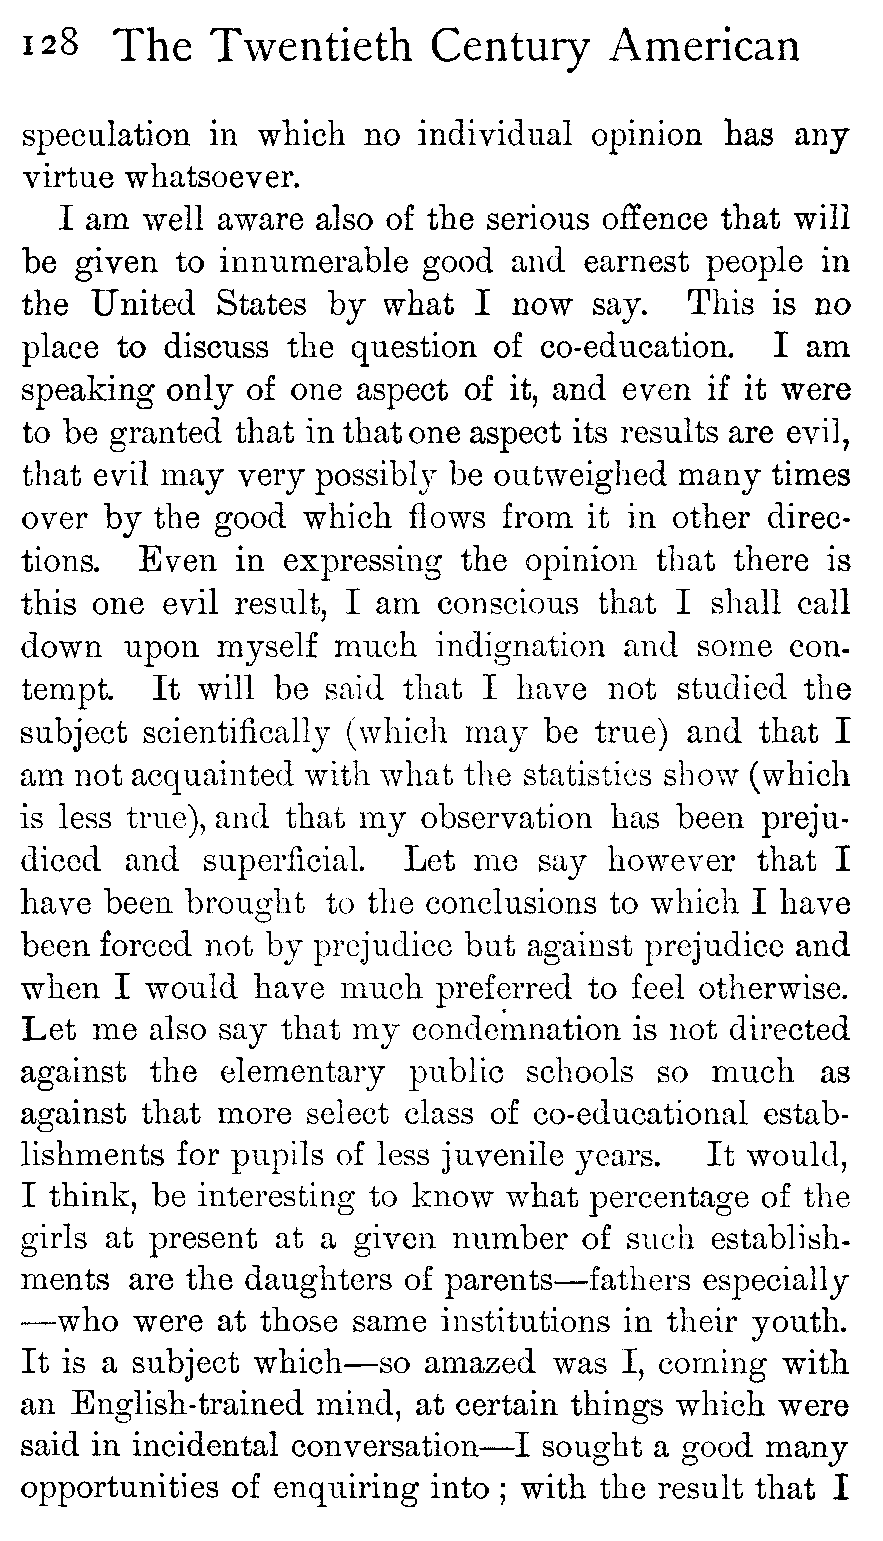 128 The Twentieth Century American
speculation in which no individual opinion has any
virtue whatsoever.
I am well aware also of the serious offence that will
be given to innumerable good and earnest people in
the United States by what I now say. This is no
place to discuss the question of co-education. I am
speaking only of one aspect of it, and even if it were
to be granted that in that one aspect its results are evil,
that evil may very possibly be outweighed many times
over by the good which flows from it in other direc-
tions. Even in expressing the opinion that there is
this one evil result, I am conscious that I shall call
down upon myself much indignation and some con-
tempt. It will be said that I have not studied the
subject scientifically (which may be true) and that I
am not acquainted with what the statistics show (which
is less true), and that my observation has been preju-
diced and superficial. Let me say however that I
have been brought to the conclusions to which I have
been forced not by prejudice but against prejudice and
when I would have much preferred to feel otherwise.
Let me also say that my condemnation is not directed
against the elementary public schools so much as
against that more select class of co-educational estab-
lishments for pupils of less juvenile years. It would,
I think, be interesting to know what percentage of the
girls at present at a given number of such establish-
ments are the daughters of parents—fathers especially
—who were at those same institutions in their youth.
It is a subject which—so amazed was I, coming with
an English-trained mind, at certain things which were
said in incidental conversation—I sought a good many
opportunities of enquiring into ; with the result that I